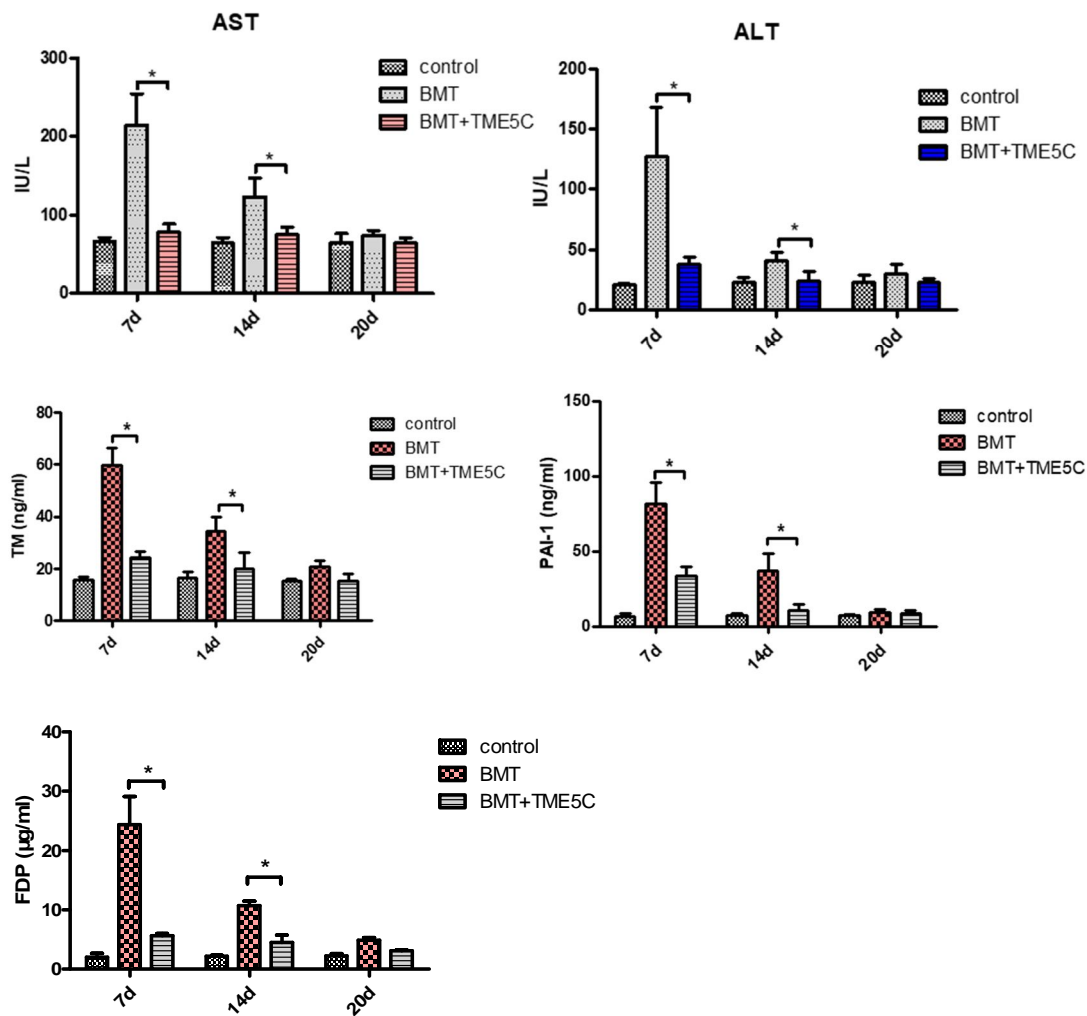 AST
300
200
100
0
IU/L
*
*
control
BMT
BMT+TME5C
7d
14d
20d
ALT
200
150
100
50
0
IU/L
*
*
control
BMT
BMT+TME5C
7d
14d
20d
80
60
40
20
0
TM (ng/ml)
*
*
control
BMT
BMT+TME5C
7d
14d
20d
150
100
50
0
PAI-1 (ng/ml)
*
*
control
BMT
BMT+TME5C
7d
14d
20d
40
30
20
10
0
FDP (µg/ml)
*
*
control
BMT
BMT+TME5C
7d
14d
20d